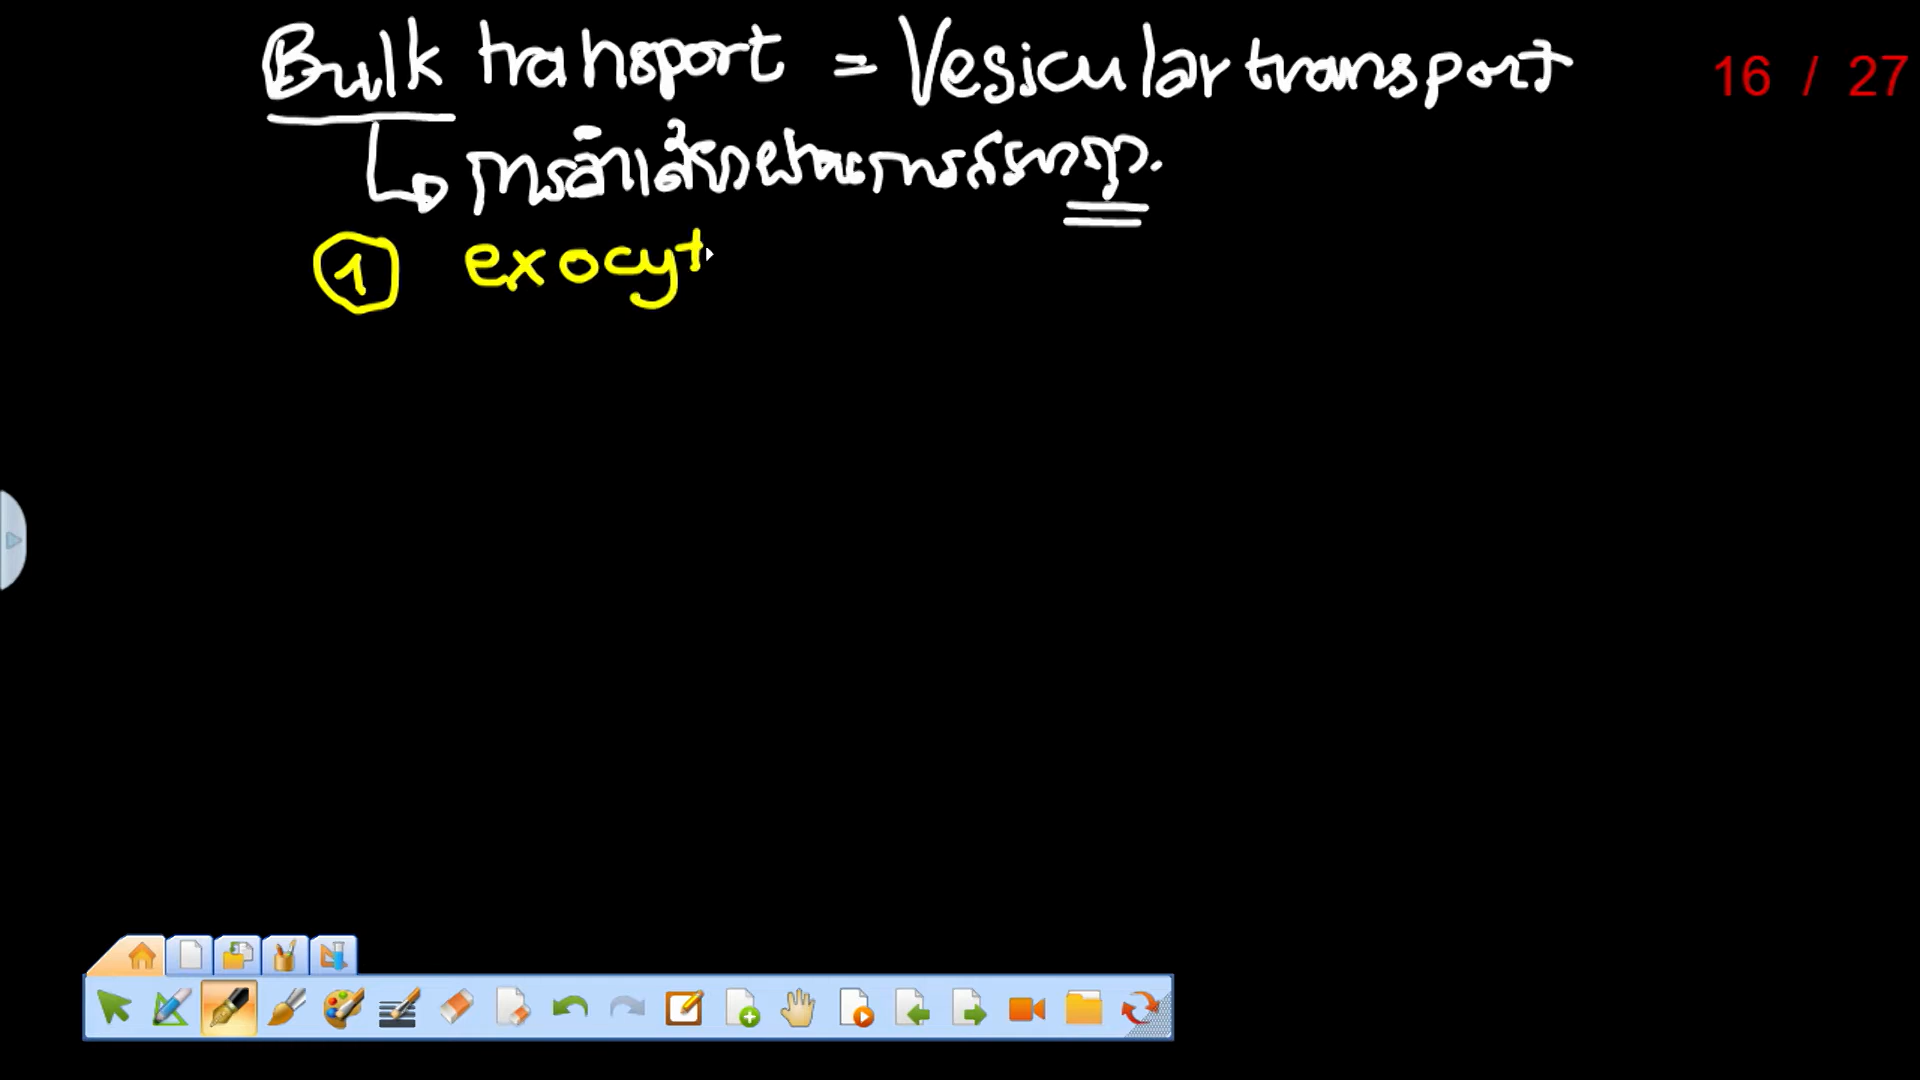 Bulk transport = Vesicular transport
16 / 27
การลำเลียงผ่านการสร้างถุง.
1 exocyt